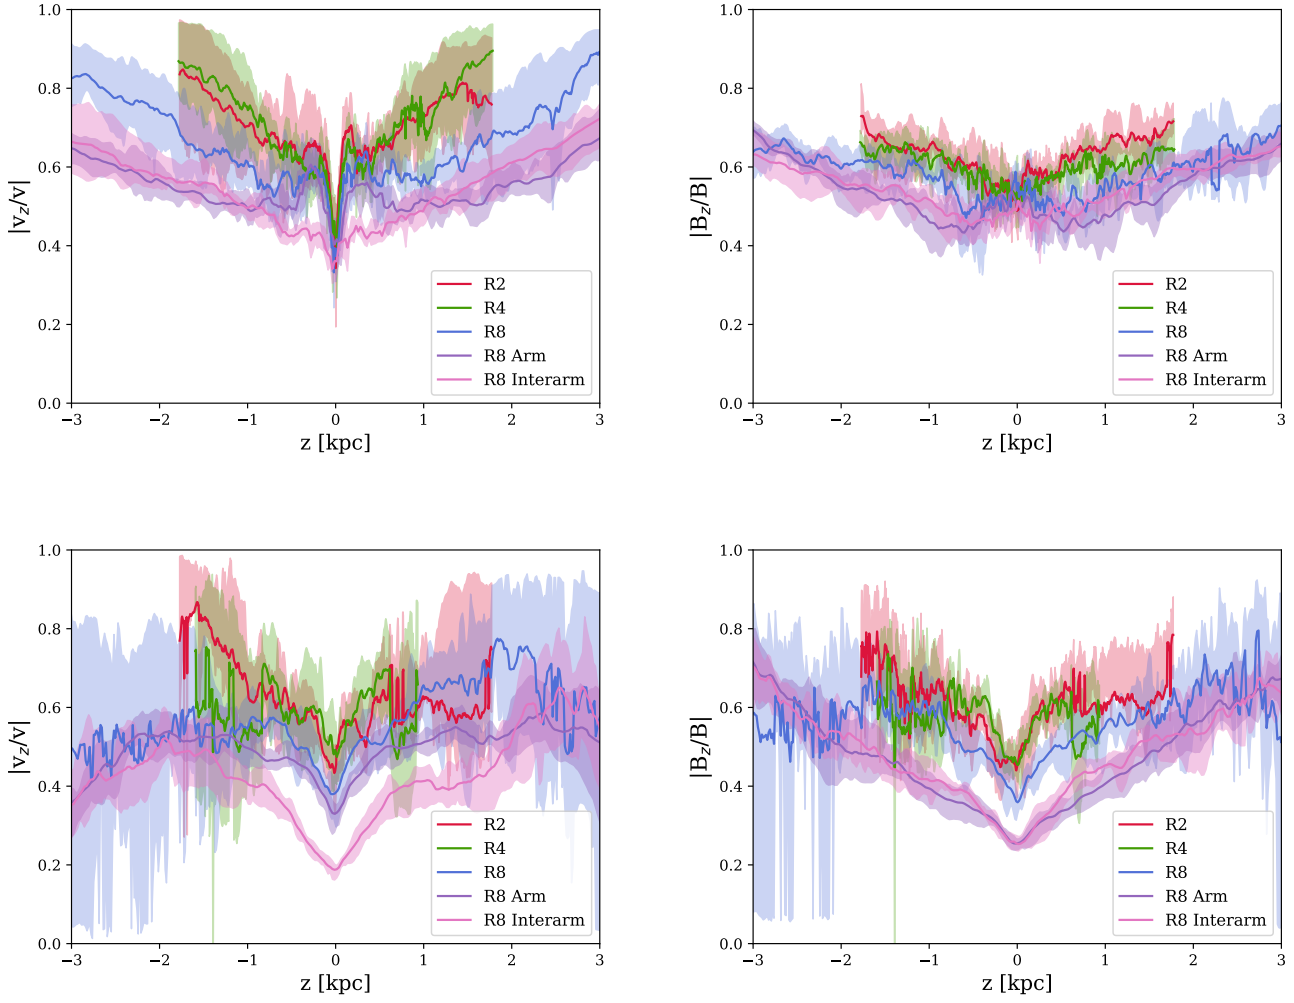 1.0
0.8
0.6
0.4
0.2
0.0
|v_z/v|
−3 −2 −1 0 1 2 3
z [kpc]
R2
R4
R8
R8 Arm
R8 Interarm
1.0
0.8
0.6
0.4
0.2
0.0
|B_z/B|
−3 −2 −1 0 1 2 3
z [kpc]
R2
R4
R8
R8 Arm
R8 Interarm
1.0
0.8
0.6
0.4
0.2
0.0
|v_z/v|
−3 −2 −1 0 1 2 3
z [kpc]
R2
R4
R8
R8 Arm
R8 Interarm
1.0
0.8
0.6
0.4
0.2
0.0
|B_z/B|
−3 −2 −1 0 1 2 3
z [kpc]
R2
R4
R8
R8 Arm
R8 Interarm